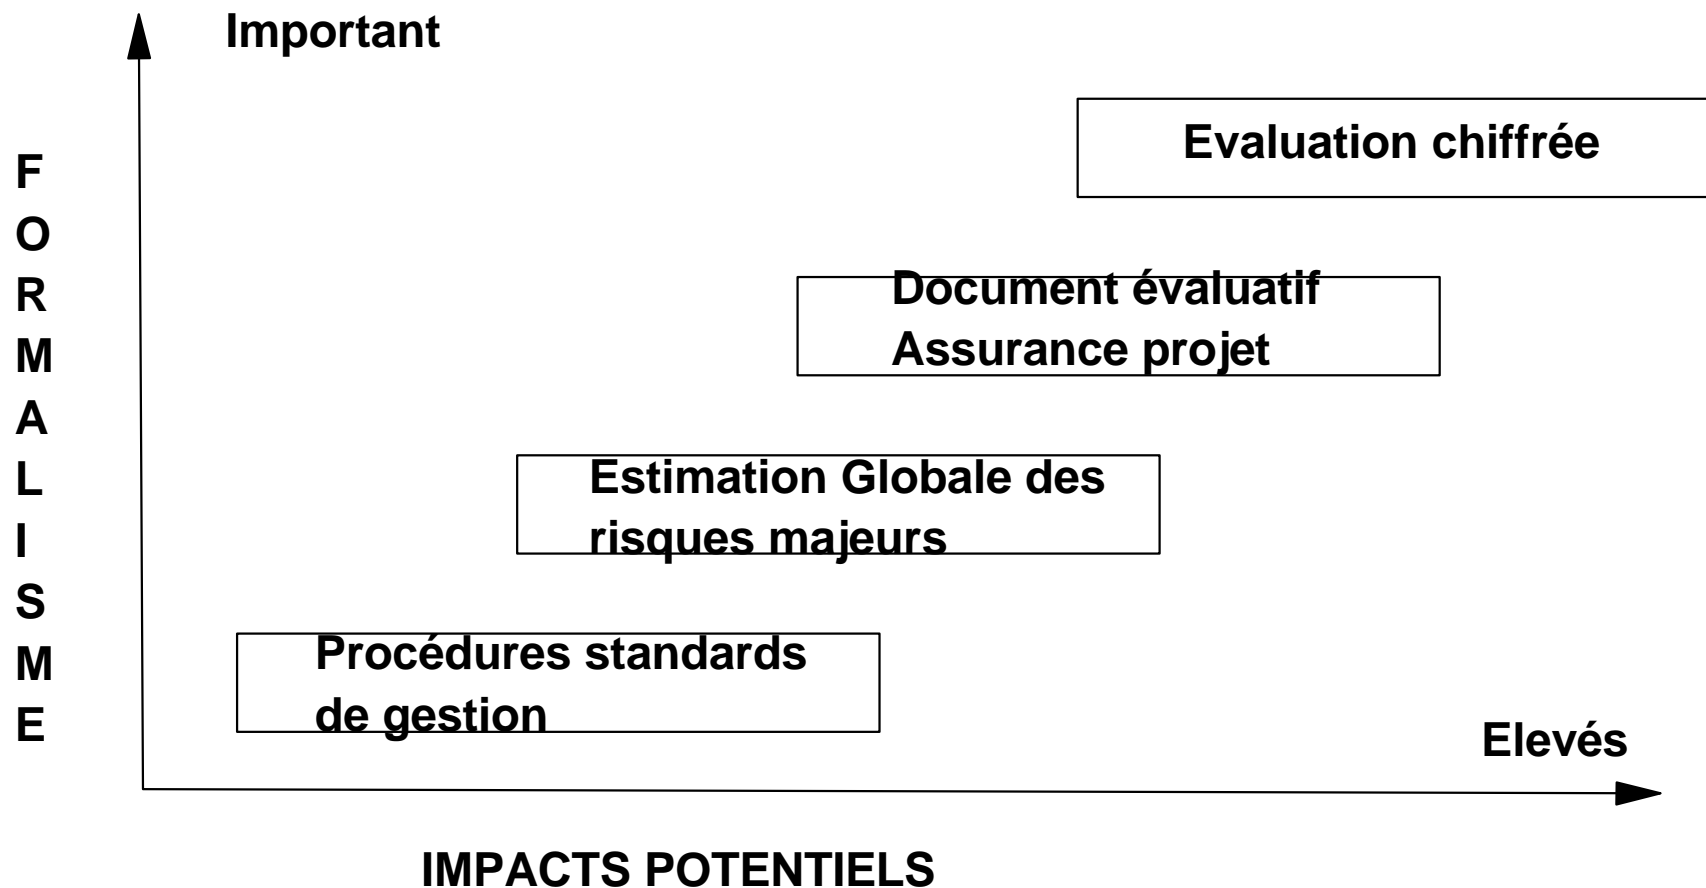 Important
Evaluation chiffrée
F
O
R
M
A
L
I
S
M
E
Document évaluatif
Assurance projet
Estimation Globale des
risques majeurs
Procédures standards
de gestion
Elevés
IMPACTS POTENTIELS